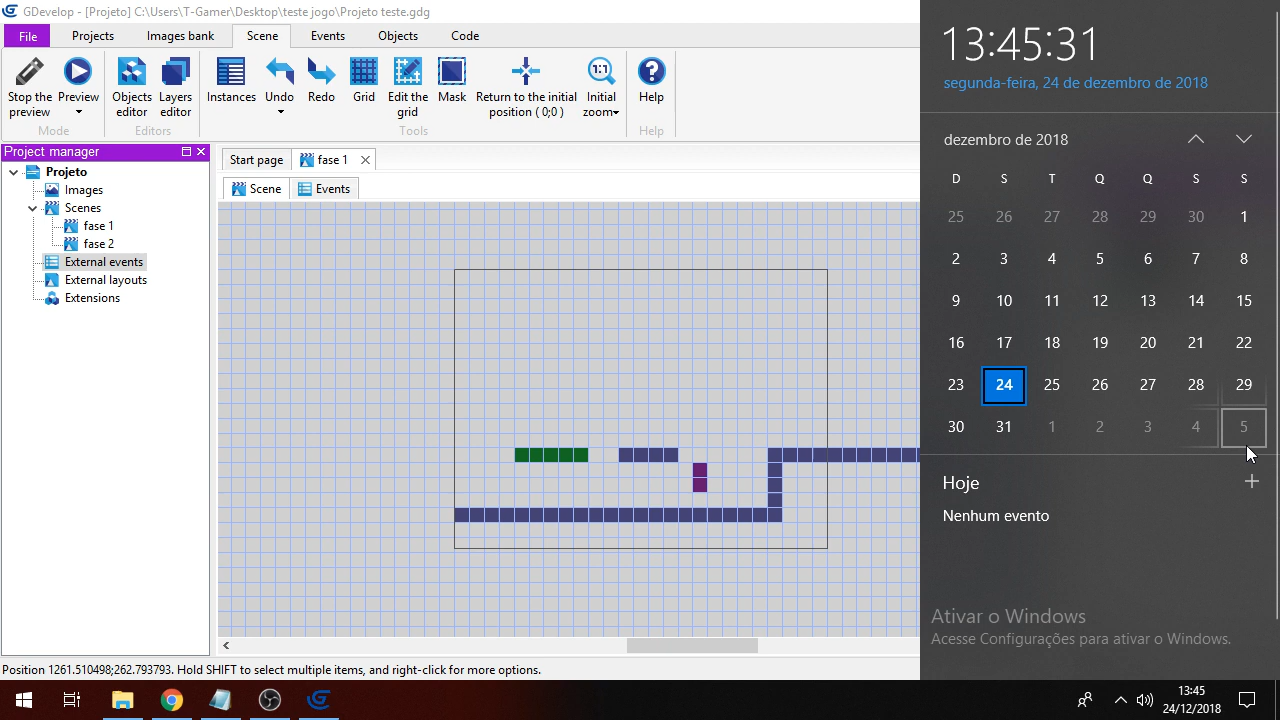 GDevelop - [Projeto] C:\Users\T-Gamer\Desktop\teste jogo\Projeto teste.gdg
File Projects Images bank Scene Events Objects Code
Stop the preview
Preview
Objects editor
Layers editor
Instances
Undo
Redo
Grid
Edit the grid
Mask
Return to the initial position ( 0;0 )
1:1
Initial zoom
Help
Mode Editors Tools Help
Project manager
Projeto
Images
Scenes
fase 1
fase 2
External events
External layouts
Extensions
Start page fase 1
Scene Events
Position 1261.510498;262.793793. Hold SHIFT to select multiple items, and right-click for more options.
13:45:31
segunda-feira, 24 de dezembro de 2018
dezembro de 2018
D S T Q Q S S
25 26 27 28 29 30 1
2 3 4 5 6 7 8
9 10 11 12 13 14 15
16 17 18 19 20 21 22
23 24 25 26 27 28 29
30 31 1 2 3 4 5
Hoje
Nenhum evento
Ativar o Windows
Acesse Configurações para ativar o Windows.
13:45
24/12/2018